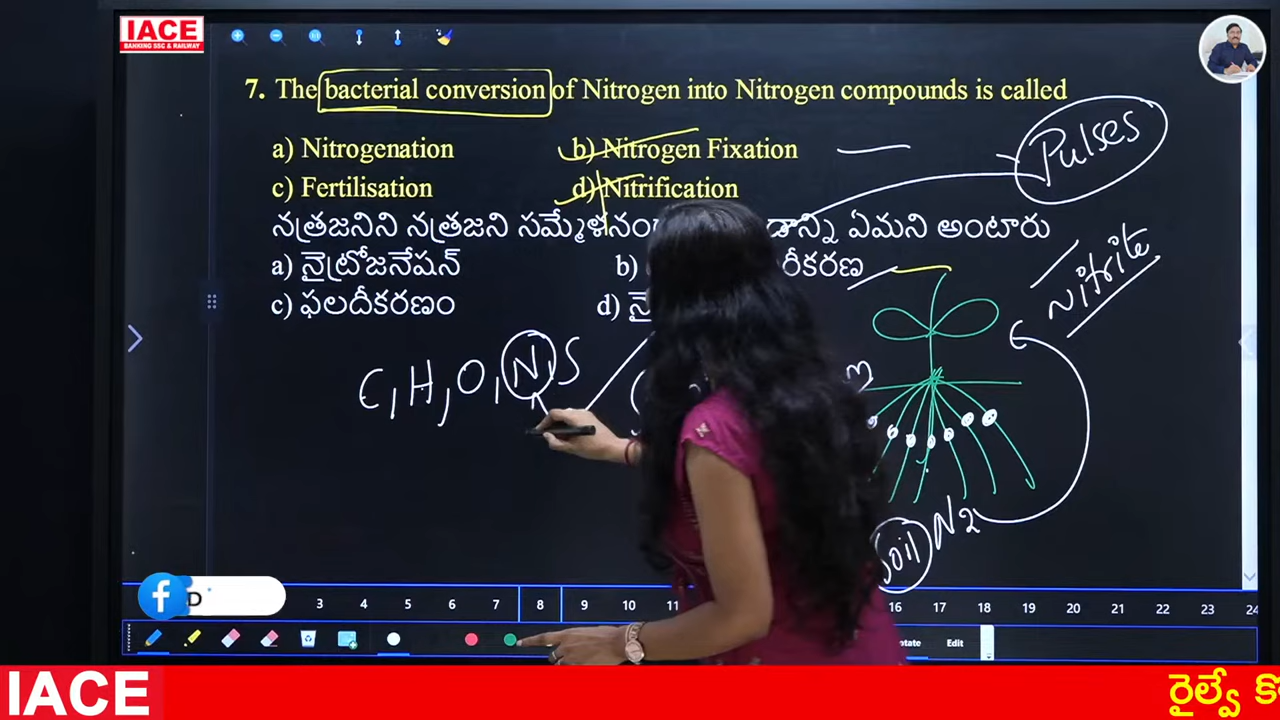 IACE
BANKING SSC & RAILWAY
7. The bacterial conversion of Nitrogen into Nitrogen compounds is called
a) Nitrogenation b) Nitrogen Fixation
c) Fertilisation d) Nitrification
Pulses
నత్రజనిని నత్రజని ఏమని అంటారు
a) నైట్రోజనేషన్ b)
c) ఫలదీకరణం d)
Nitrite
C, H, O, N, S
Soil N2
D
3 4 5 6 7 8 9 10 11 16 17 18 19 20 21 22 23 24
Edit
IACE
రైల్వే